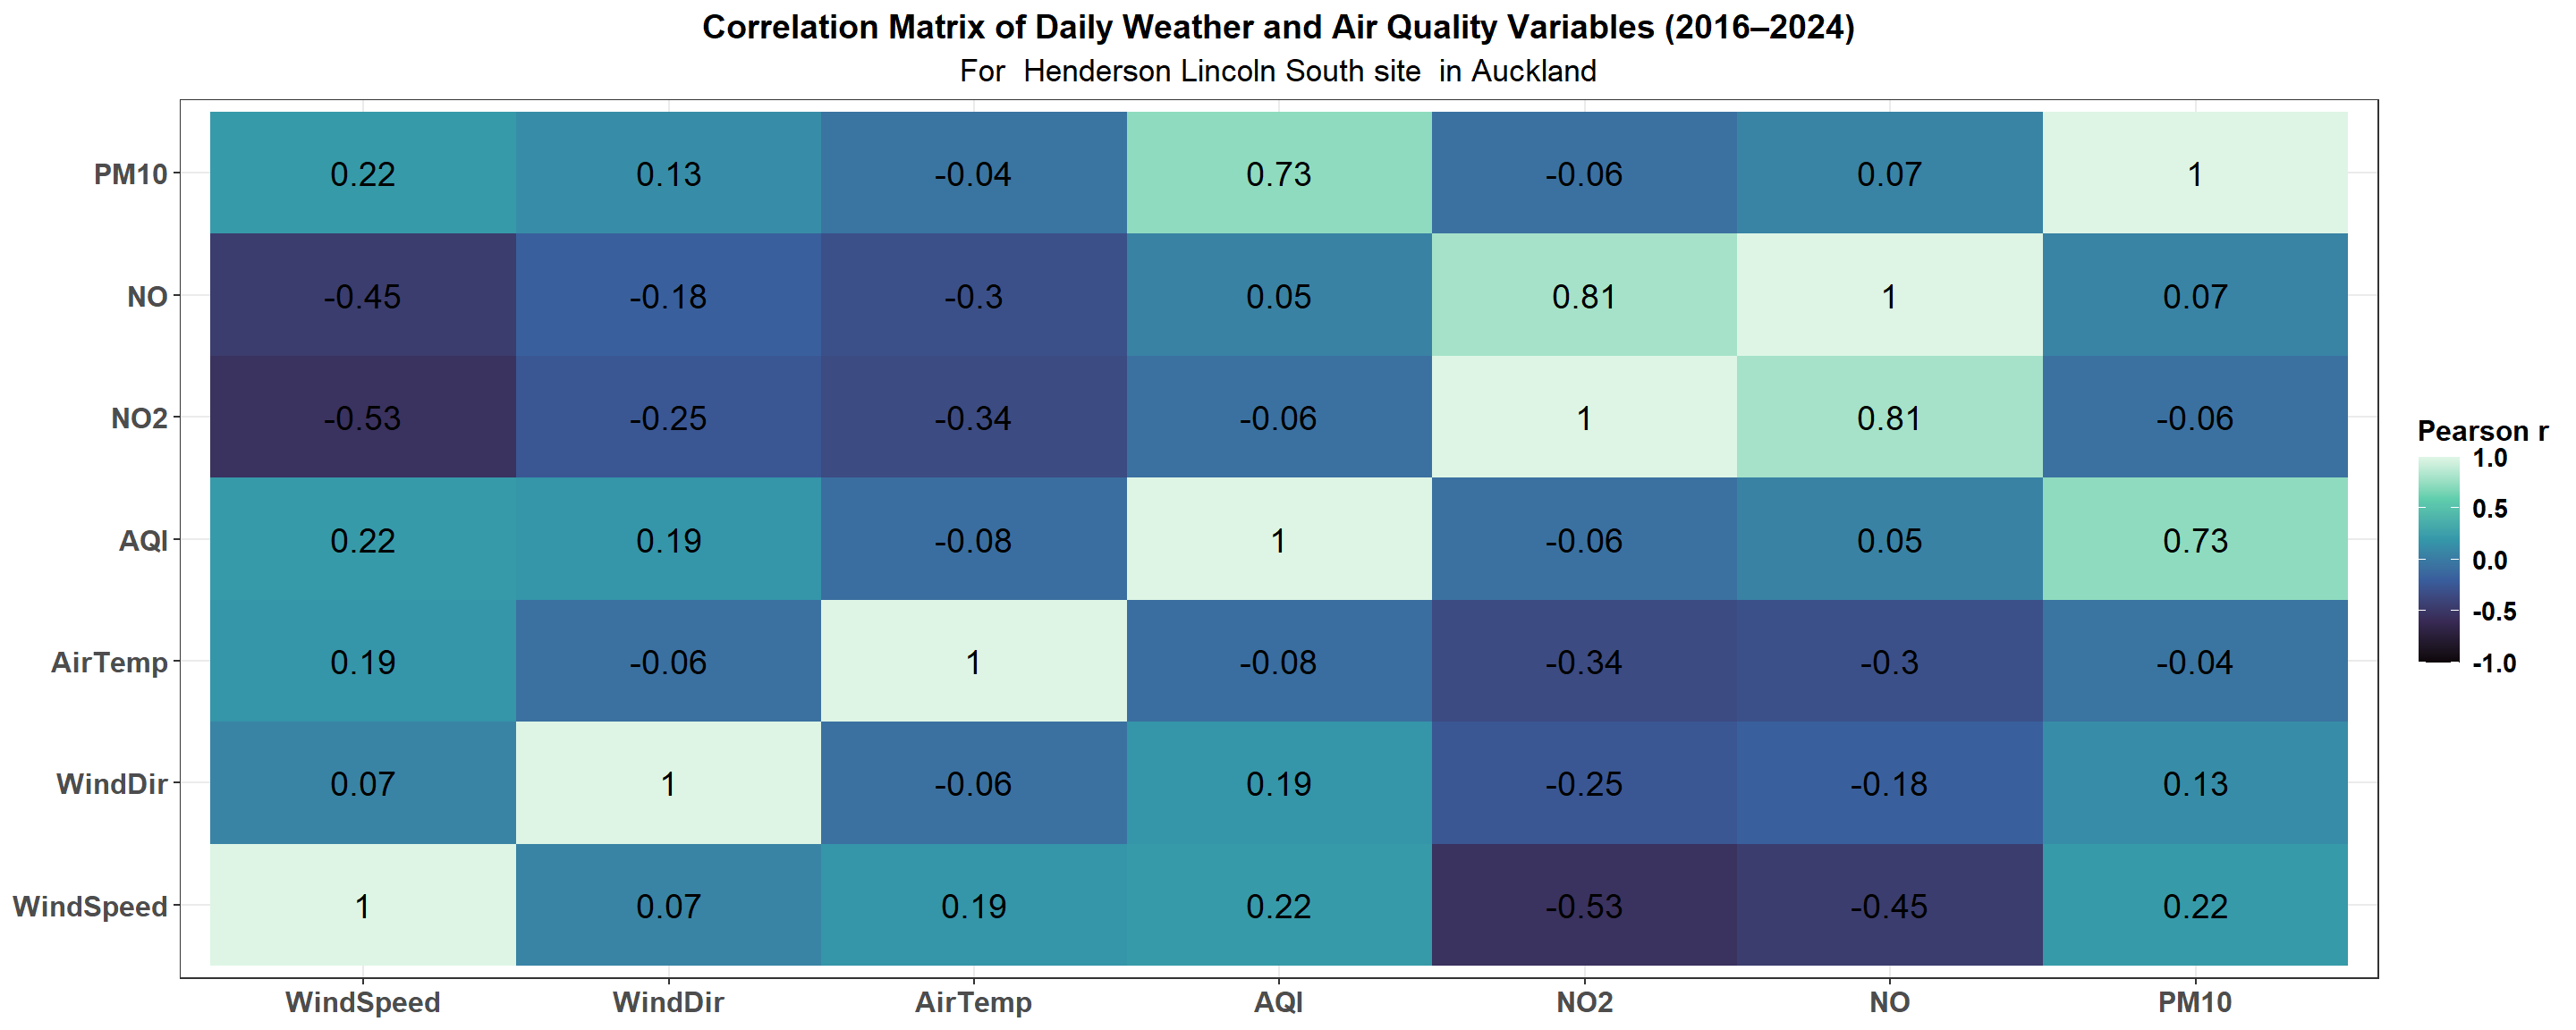 Correlation Matrix of Daily Weather and Air Quality Variables (2016–2024)
For  Henderson Lincoln South site  in Auckland
PM10 0.22 0.13 -0.04 0.73 -0.06 0.07 1
NO -0.45 -0.18 -0.3 0.05 0.81 1 0.07
NO2 -0.53 -0.25 -0.34 -0.06 1 0.81 -0.06
AQI 0.22 0.19 -0.08 1 -0.06 0.05 0.73
AirTemp 0.19 -0.06 1 -0.08 -0.34 -0.3 -0.04
WindDir 0.07 1 -0.06 0.19 -0.25 -0.18 0.13
WindSpeed 1 0.07 0.19 0.22 -0.53 -0.45 0.22
WindSpeed WindDir AirTemp AQI NO2 NO PM10
Pearson r
1.0
0.5
0.0
-0.5
-1.0